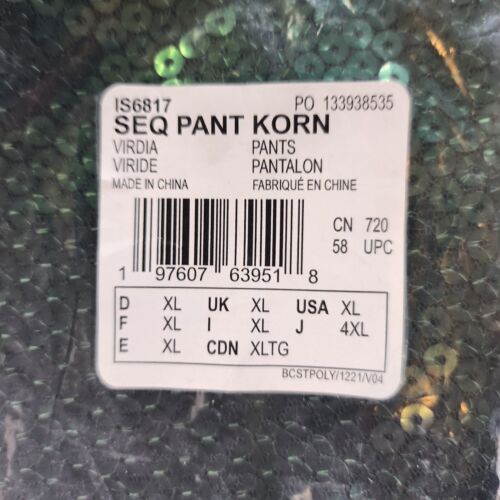 IS6817 PO 133938535
SEQ PANT KORN
VIRDIA PANTS
VIRIDE PANTALON
MADE IN CHINA FABRIQUÉ EN CHINE
CN 720
58 UPC
1 97607 63951 8
D XL UK XL USA XL
F XL I XL J 4XL
E XL CDN XLTG
BCSTPOLY/1221/V04